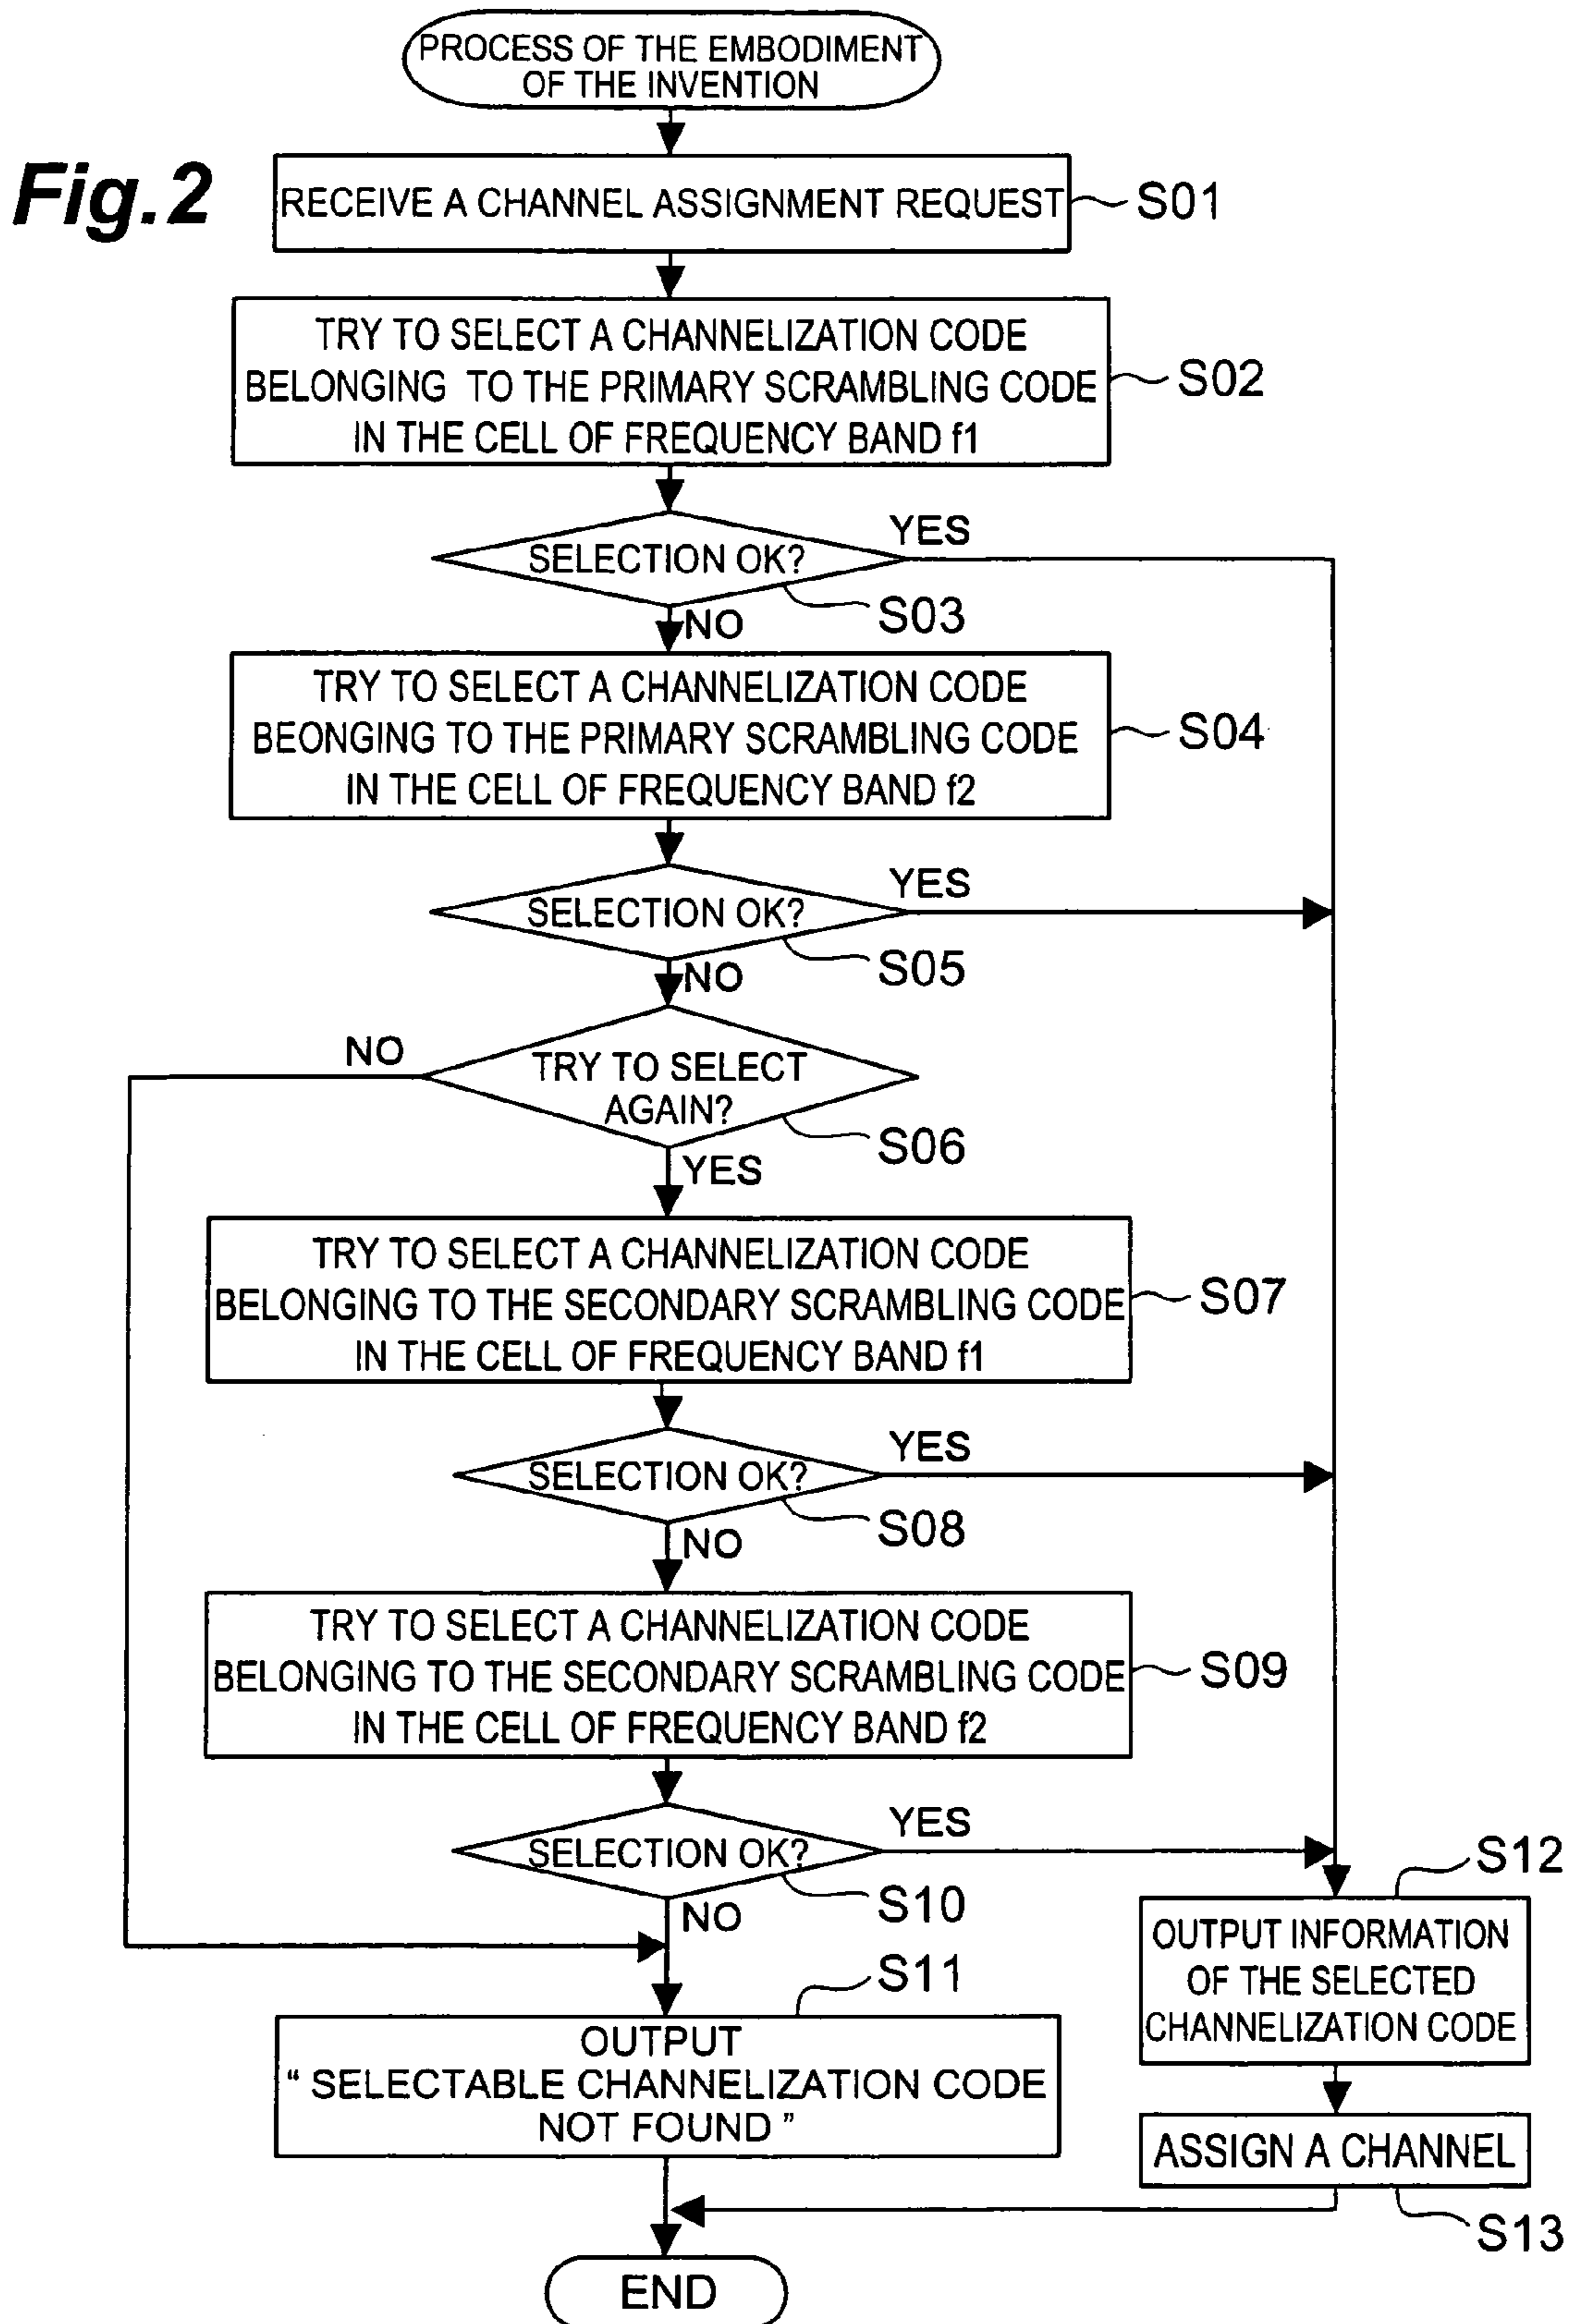 PROCESS OF THE EMBODIMENT
OF THE INVENTION
Fig.2
RECEIVE A CHANNEL ASSIGNMENT REQUEST
S01
TRY TO SELECT A CHANNELIZATION CODE
BELONGING TO THE PRIMARY SCRAMBLING CODE
IN THE CELL OF FREQUENCY BAND f1
S02
YES
SELECTION OK?
S03
NO
TRY TO SELECT A CHANNELIZATION CODE
BEONGING TO THE PRIMARY SCRAMBLING CODE
IN THE CELL OF FREQUENCY BAND f2
S04
YES
SELECTION OK?
S05
NO
NO
TRY TO SELECT
AGAIN?
S06
YES
TRY TO SELECT A CHANNELIZATION CODE
BELONGING TO THE SECONDARY SCRAMBLING CODE
IN THE CELL OF FREQUENCY BAND f1
S07
YES
SELECTION OK?
S08
NO
TRY TO SELECT A CHANNELIZATION CODE
BELONGING TO THE SECONDARY SCRAMBLING CODE
IN THE CELL OF FREQUENCY BAND f2
S09
YES
SELECTION OK?
S10
NO
S12
OUTPUT INFORMATION
OF THE SELECTED
CHANNELIZATION CODE
S11
OUTPUT
“ SELECTABLE CHANNELIZATION CODE
NOT FOUND ”
ASSIGN A CHANNEL
S13
END